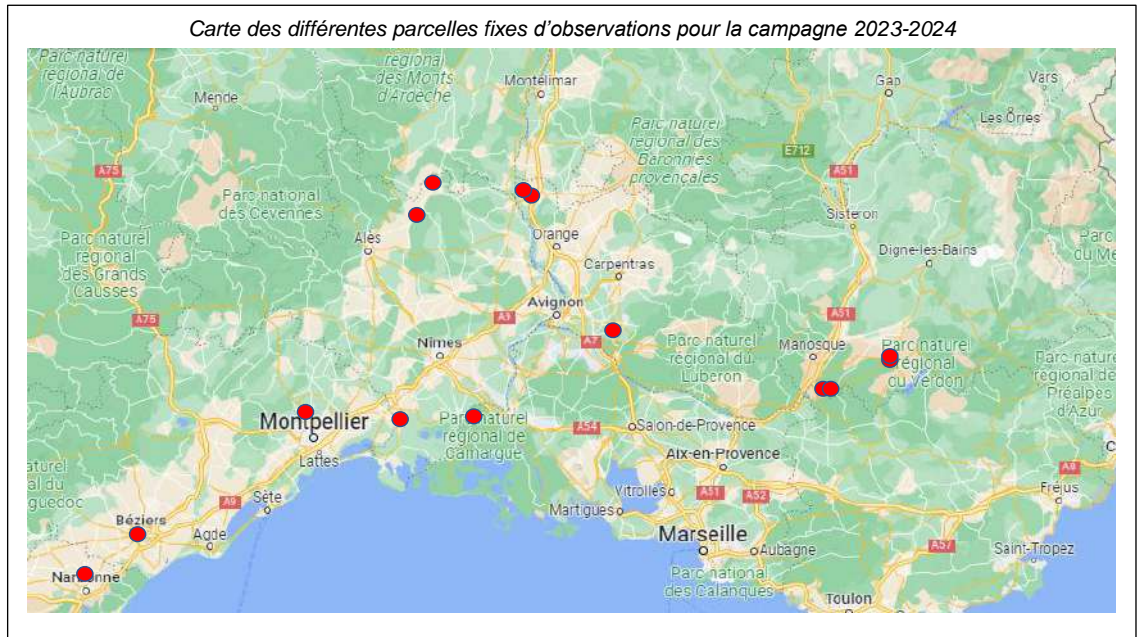 Carte des différentes parcelles fixes d'observations pour la campagne 2023-2024
Parc naturel
régional de
l'Aubrac
Mende
régional
des Monts
d'Ardèche
Montélimar
Gap
Vars
Les Orres
A75
Parc national
des Cévennes
Parc naturel
régional des
Baronnies
provençales
E712
A51
Sisteron
Parc naturel
régional
des Grands
Causses
Alès
Orange
Carpentras
Digne-les-Bains
Parc
du Me
A75
A9
Avignon
A7
A51
Nîmes
Parc naturel
régional du
Luberon
Manosque
Parc naturel
régional
du Verdon
Parc nature
régional de
Préalpes
d'Azur
Montpellier
Lattes
Parc naturel
régional de
Camargue
A54
Salon-de-Provence
Aix-en-Provence
Vitrolles
A51
A52
Martigues
A8
Fréjus
guedoc
A9
Sète
Béziers
Agde
Marseille
Aubagne
A57
Saint-Tropez
Parc national
des Calanques
Toulon